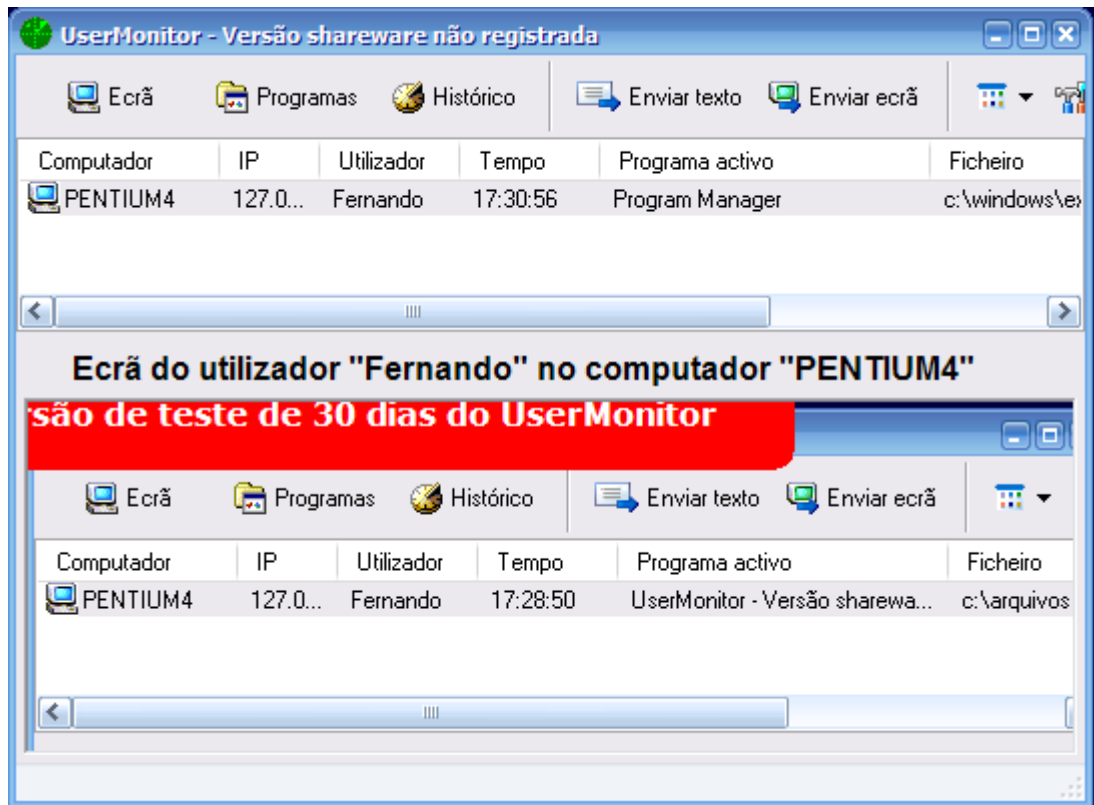 UserMonitor - Versão shareware não registrada
Ecrã Programas Histórico Enviar texto Enviar ecrã
Computador IP Utilizador Tempo Programa activo Ficheiro
PENTIUM4 127.0... Fernando 17:30:56 Program Manager c:\windows\ex
Ecrã do utilizador "Fernando" no computador "PENTIUM4"
rsão de teste de 30 dias do UserMonitor
Ecrã Programas Histórico Enviar texto Enviar ecrã
Computador IP Utilizador Tempo Programa activo Ficheiro
PENTIUM4 127.0... Fernando 17:28:50 UserMonitor - Versão sharewa... c:\arquivos